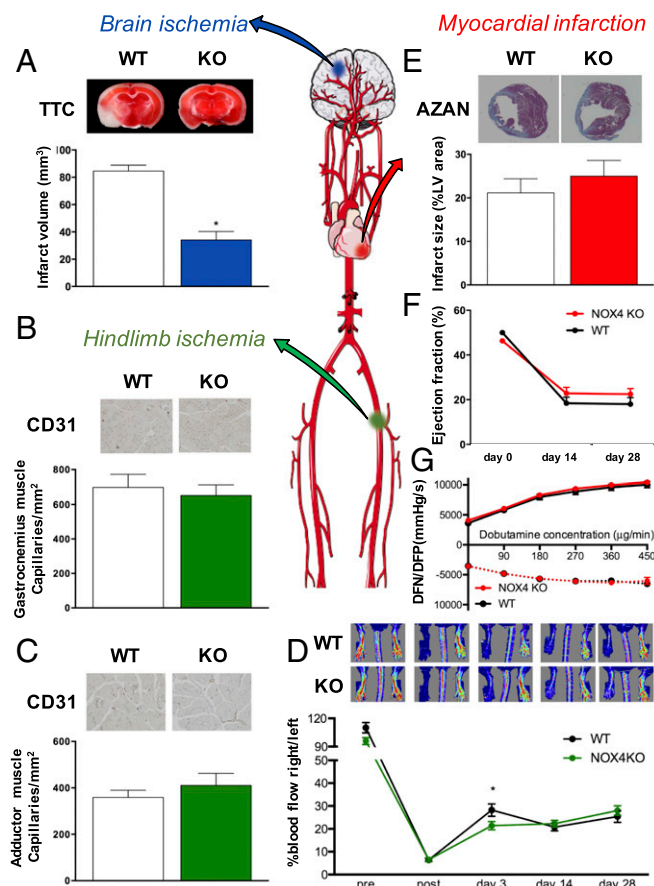 Brain ischemia
Myocardial infarction
A
WT
KO
TTC
Infarct volume (mm3)
100
80
60
40
20
0
*
E
WT
KO
AZAN
Infarct size (%LV area)
30
20
10
0
B
Hindlimb ischemia
WT
KO
CD31
Gastrocnemius muscle
Capillaries/mm2
800
600
400
200
0
F
Ejection fraction (%)
60
40
20
0
NOX4 KO
WT
day 0
day 14
day 28
G
DFN/DFP(mmHg/s)
10000
5000
0
-5000
10000
Dobutamine concentration (µg/min)
90
180
270
360
450
NOX4 KO
WT
C
WT
KO
CD31
Adductor muscle
Capillaries/mm2
600
400
200
0
D
WT
KO
%blood flow right/left
120
90
30
20
10
0
WT
NOX4KO
*
pre
post
day 3
day 14
day 28